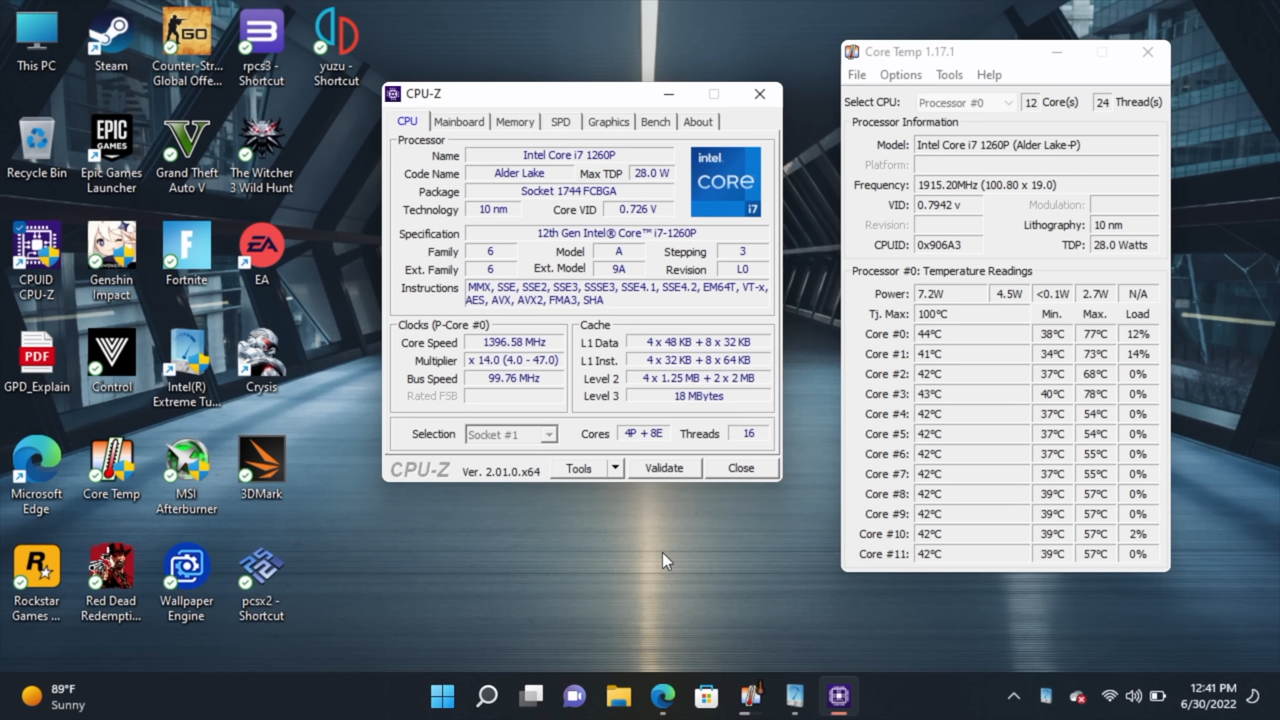 This PC
Steam
Counter-Str...
Global Offe...
rpcs3 -
Shortcut
yuzu -
Shortcut
Recycle Bin
Epic Games
Launcher
Grand Theft
Auto V
The Witcher
3 Wild Hunt
CPUID
CPU-Z
Genshin
Impact
Fortnite
EA
GPD_Explain
Control
Intel(R)
Extreme Tu...
Crysis
Microsoft
Edge
Core Temp
MSI
Afterburner
3DMark
Rockstar
Games ...
Red Dead
Redempti...
Wallpaper
Engine
pcsx2 -
Shortcut
CPU-Z
CPU Mainboard Memory SPD Graphics Bench About
Processor
Name Intel Core i7 1260P
Code Name Alder Lake Max TDP 28.0 W
Package Socket 1744 FCBGA
Technology 10 nm Core VID 0.726 V
intel
CORE
i7
Specification 12th Gen Intel® Core™ i7-1260P
Family 6 Model A Stepping 3
Ext. Family 6 Ext. Model 9A Revision L0
Instructions MMX, SSE, SSE2, SSE3, SSSE3, SSE4.1, SSE4.2, EM64T, VT-x,
AES, AVX, AVX2, FMA3, SHA
Clocks (P-Core #0)
Core Speed 1396.58 MHz
Multiplier x 14.0 (4.0 - 47.0)
Bus Speed 99.76 MHz
Rated FSB
Cache
L1 Data 4 x 48 KB + 8 x 32 KB
L1 Inst. 4 x 32 KB + 8 x 64 KB
Level 2 4 x 1.25 MB + 2 x 2 MB
Level 3 18 MBytes
Selection Socket #1 Cores 4P + 8E Threads 16
CPU-Z Ver. 2.01.0.x64 Tools Validate Close
Core Temp 1.17.1
File Options Tools Help
Select CPU: Processor #0 12 Core(s) 24 Thread(s)
Processor Information
Model: Intel Core i7 1260P (Alder Lake-P)
Platform:
Frequency: 1915.20MHz (100.80 x 19.0)
VID: 0.7942 v Modulation:
Revision: Lithography: 10 nm
CPUID: 0x906A3 TDP: 28.0 Watts
Processor #0: Temperature Readings
Power: 7.2W 4.5W <0.1W 2.7W N/A
Tj. Max: 100°C Min. Max. Load
Core #0: 44°C 38°C 77°C 12%
Core #1: 41°C 34°C 73°C 14%
Core #2: 42°C 37°C 68°C 0%
Core #3: 43°C 40°C 78°C 0%
Core #4: 42°C 37°C 54°C 0%
Core #5: 42°C 37°C 54°C 0%
Core #6: 42°C 37°C 55°C 0%
Core #7: 42°C 37°C 55°C 0%
Core #8: 42°C 39°C 57°C 0%
Core #9: 42°C 39°C 57°C 0%
Core #10: 42°C 39°C 57°C 2%
Core #11: 42°C 39°C 57°C 0%
89°F
Sunny
12:41 PM
6/30/2022